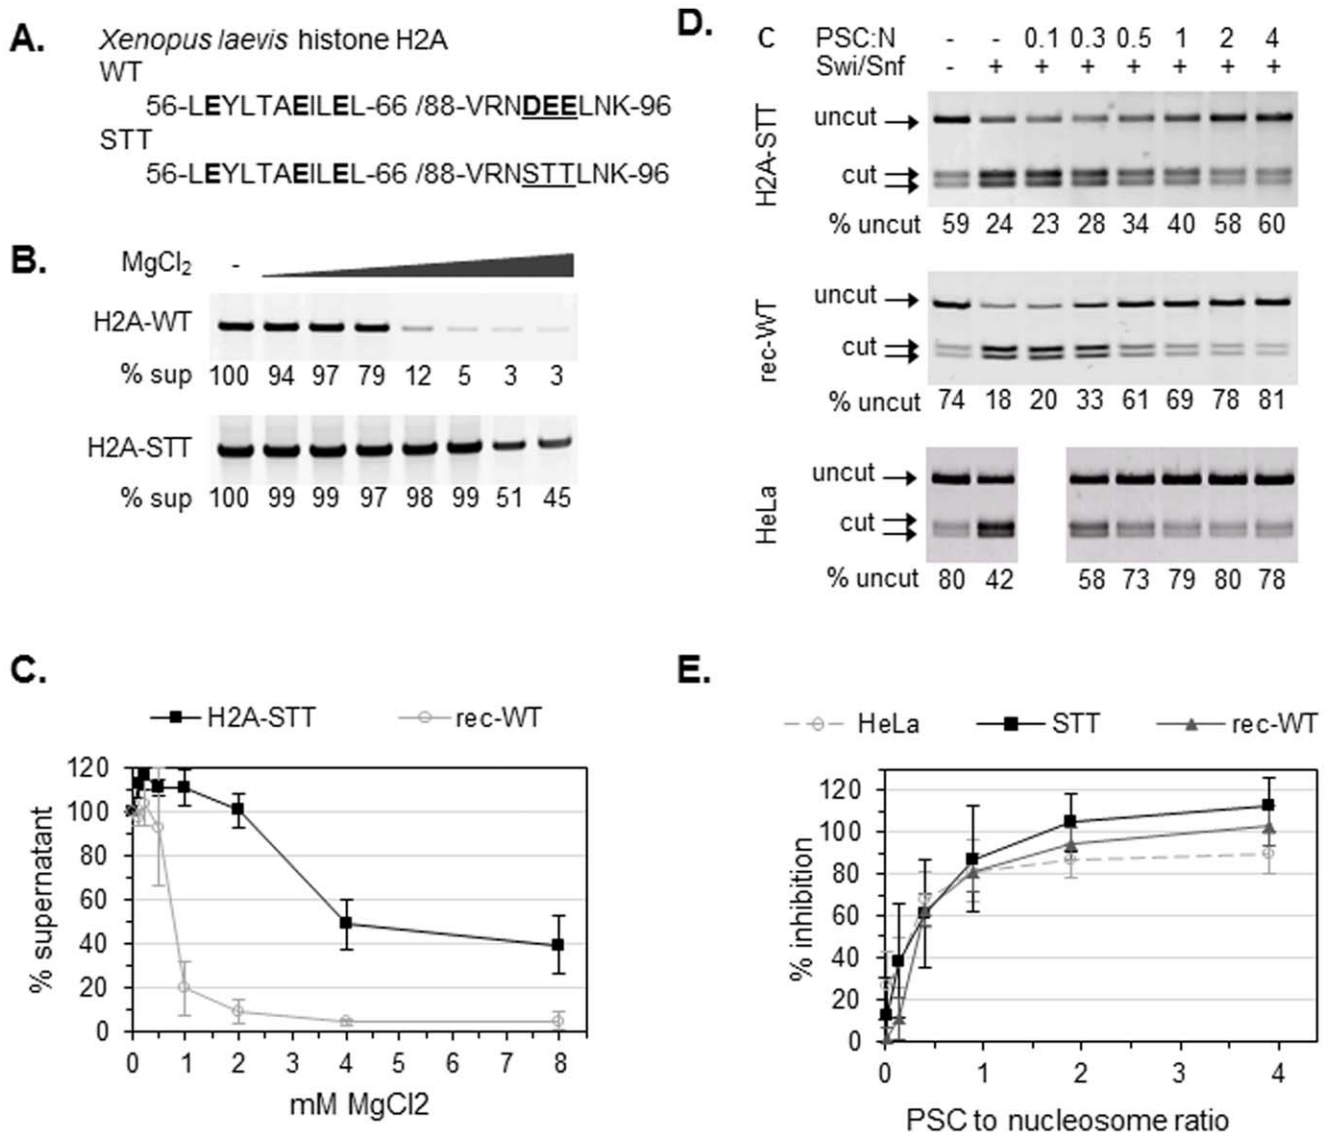 A.
Xenopus laevis histone H2A
WT
56-LEYLTAEILEL-66 /88-VRNDEELNK-96
STT
56-LEYLTAEILEL-66 /88-VRNSTTLNK-96
B.
MgCl2 -
H2A-WT
% sup 100 94 97 79 12 5 3 3
H2A-STT
% sup 100 99 99 97 98 99 51 45
C.
H2A-STT rec-WT
% supernatant
120
100
80
60
40
20
0
0 1 2 3 4 5 6 7 8
mM MgCl2
D.
C PSC:N - - 0.1 0.3 0.5 1 2 4
Swi/Snf - + + + + + + +
H2A-STT
uncut
cut
% uncut 59 24 23 28 34 40 58 60
rec-WT
uncut
cut
% uncut 74 18 20 33 61 69 78 81
HeLa
uncut
cut
% uncut 80 42 58 73 79 80 78
E.
HeLa STT rec-WT
% inhibition
120
100
80
60
40
20
0
0 1 2 3 4
PSC to nucleosome ratio